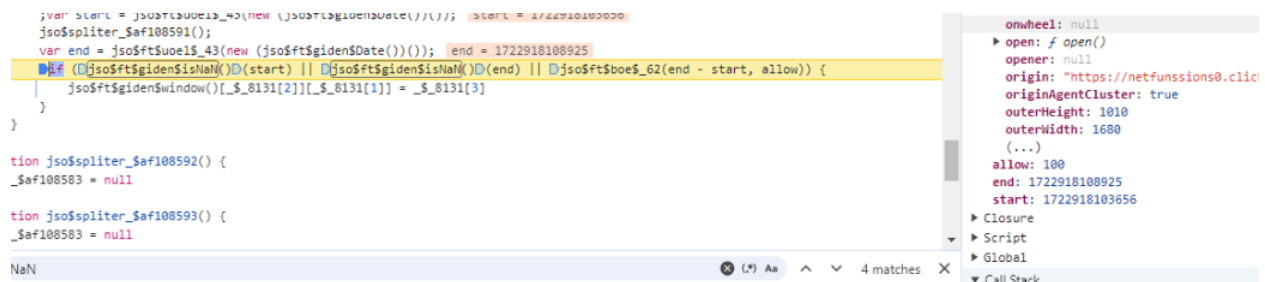 ;var start = jso$ft$uoel$_43(new (jso$ft$giden$Date())()); start = 1722918103656
jso$spliter_$af108591();
var end = jso$ft$uoel$_43(new (jso$ft$giden$Date())()); end = 1722918108925
if (jso$ft$giden$isNaN()(start) || jso$ft$giden$isNaN()(end) || jso$ft$boe$_62(end - start, allow)) {
jso$ft$giden$window()[_$_8131[2]][_$_8131[1]] = _$_8131[3]
}
}
tion jso$spliter_$af108592() {
_$af108583 = null
tion jso$spliter_$af108593() {
_$af108583 = null
NaN
(.*) Aa
4 matches
onwheel: null
open: ƒ open()
opener: null
origin: "https://netfunssions0.clic
originAgentCluster: true
outerHeight: 1010
outerWidth: 1680
(...)
allow: 100
end: 1722918108925
start: 1722918103656
Closure
Script
Global
Call Stack